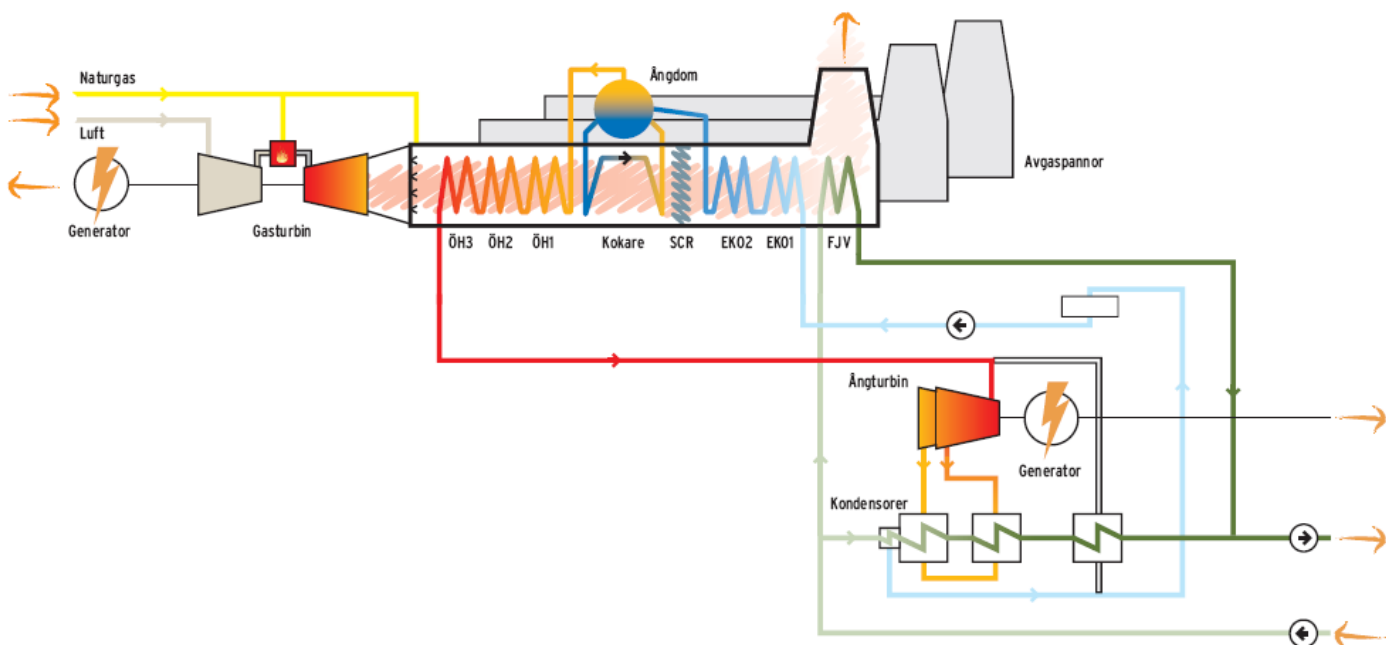 Naturgas
Luft
Generator
Gasturbin
Ångdom
Avgaspannor
ÖH3
ÖH2
ÖH1
Kokare
SCR
EKO2
EKO1
FJV
Ångturbin
Generator
Kondensorer